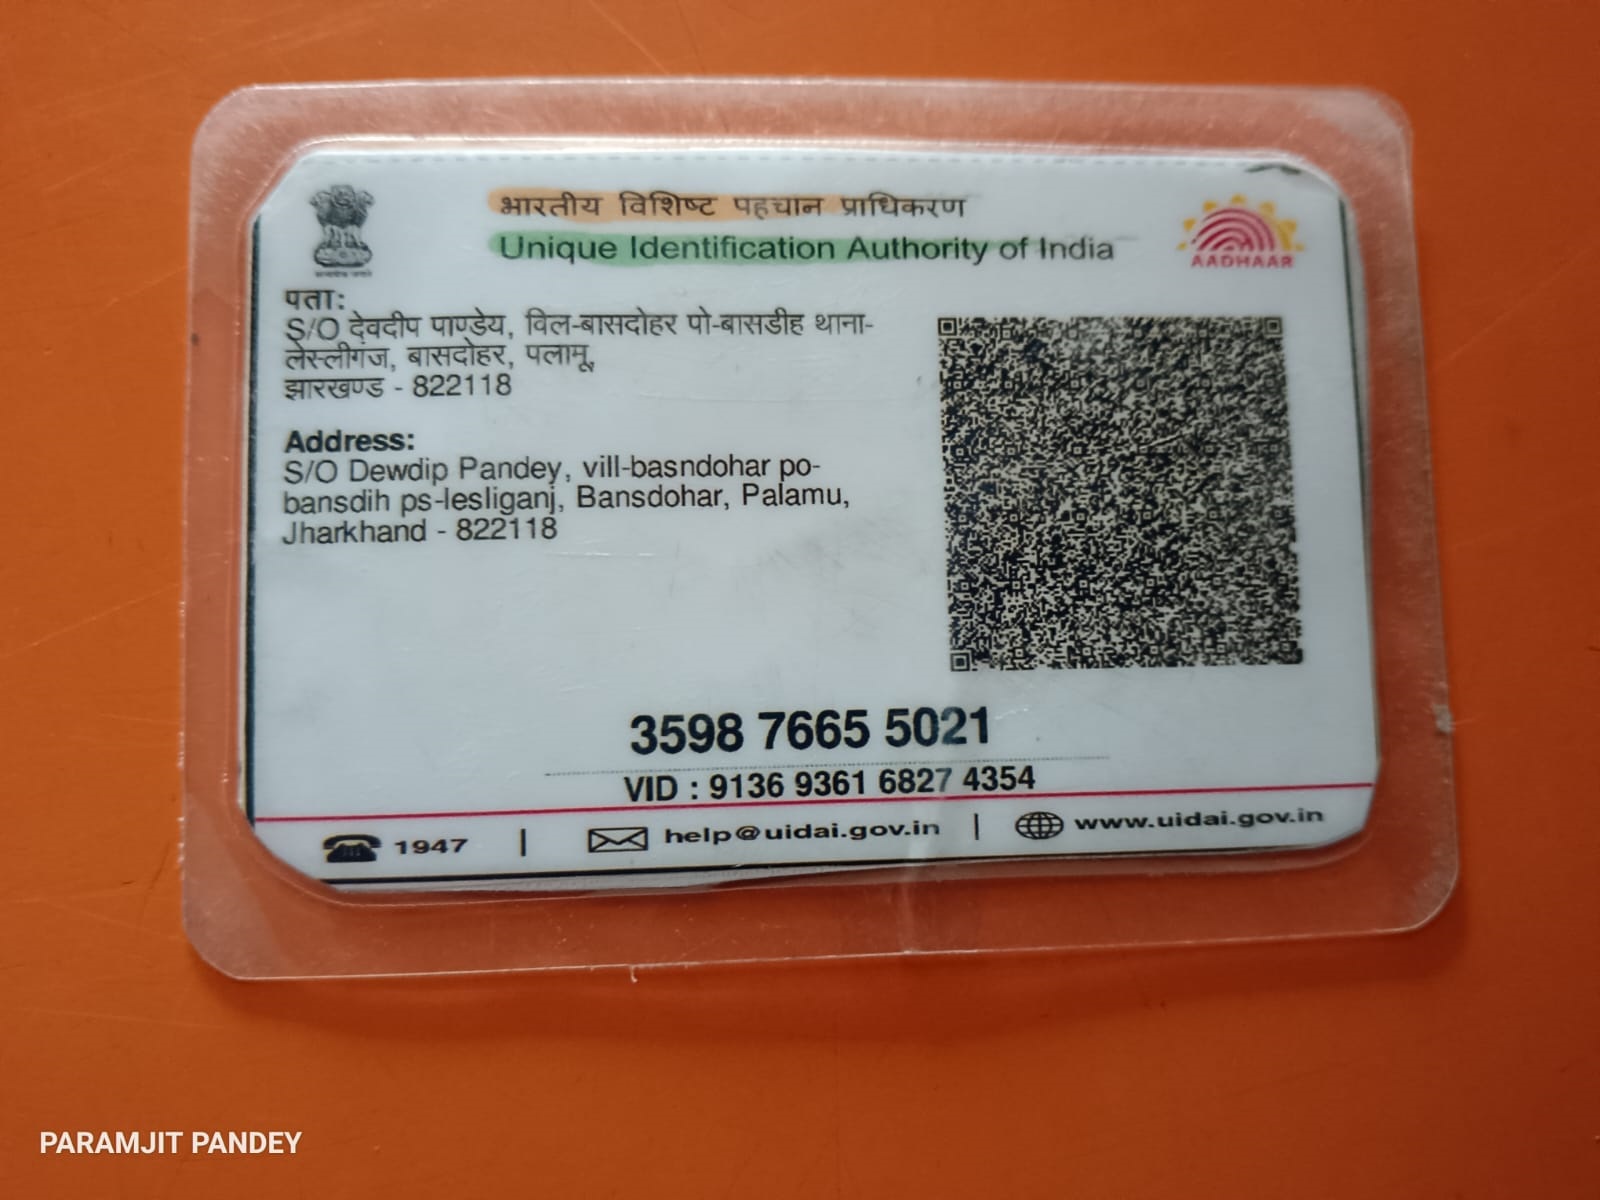 भारतीय विशिष्ट पहचान प्राधिकरण
Unique Identification Authority of India
AADHAAR
पता:
S/O देवदीप पाण्डेय, विल-बासदोहर पो-बासडीह थाना-
लेस्लीगंज, बासदोहर, पलामू,
झारखण्ड - 822118
Address:
S/O Dewdip Pandey, vill-basndohar po-
bansdih ps-lesliganj, Bansdohar, Palamu,
Jharkhand - 822118
3598 7665 5021
VID : 9136 9361 6827 4354
1947 | help@uidai.gov.in | www.uidai.gov.in
PARAMJIT PANDEY